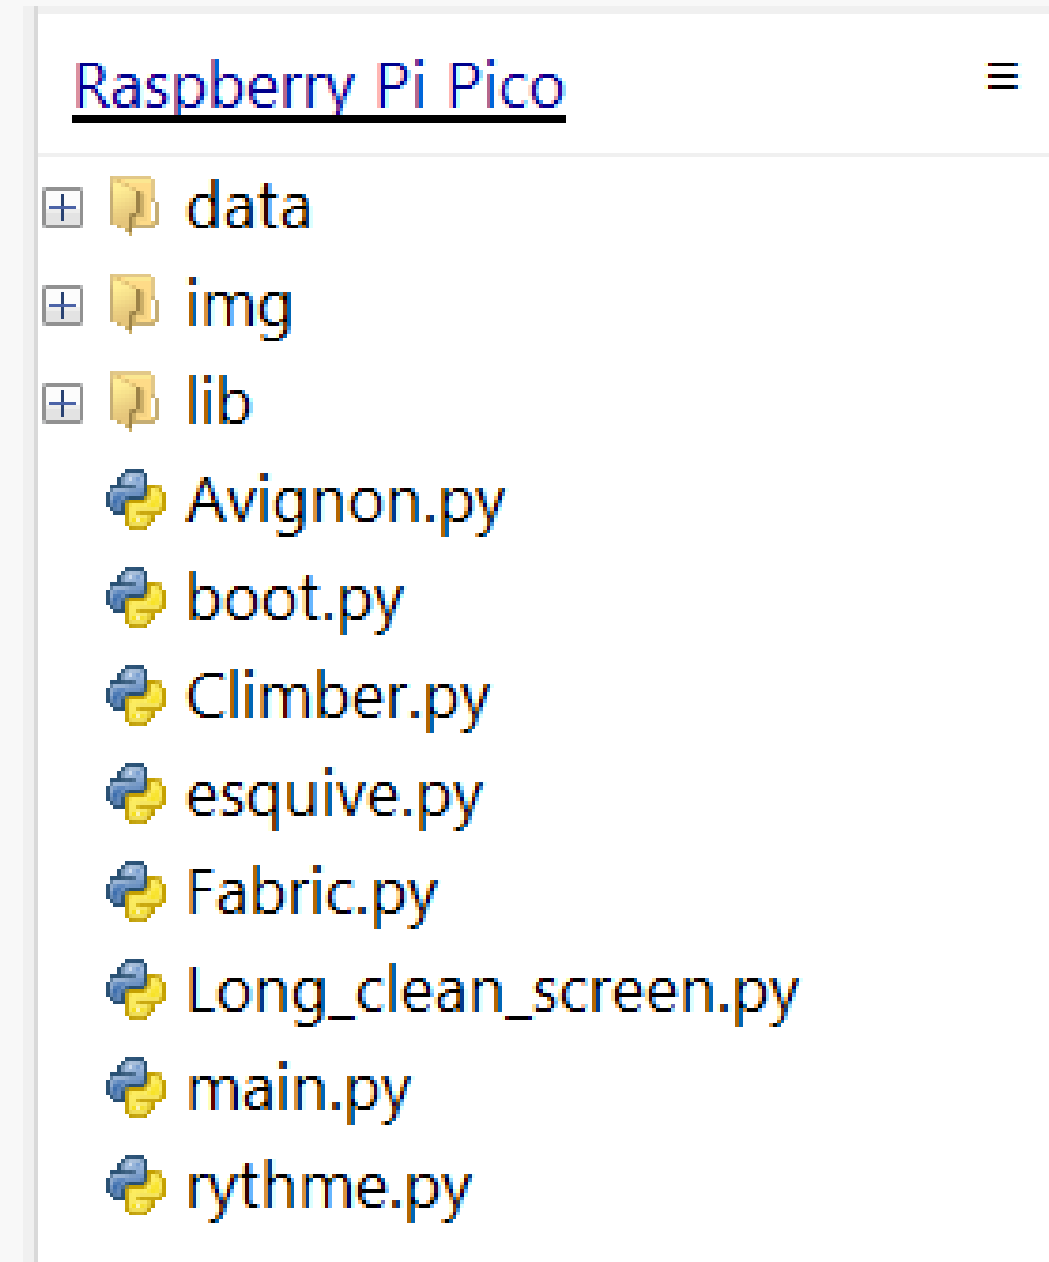 Raspberry Pi Pico
data
img
lib
Avignon.py
boot.py
Climber.py
esquive.py
Fabric.py
Long_clean_screen.py
main.py
rythme.py